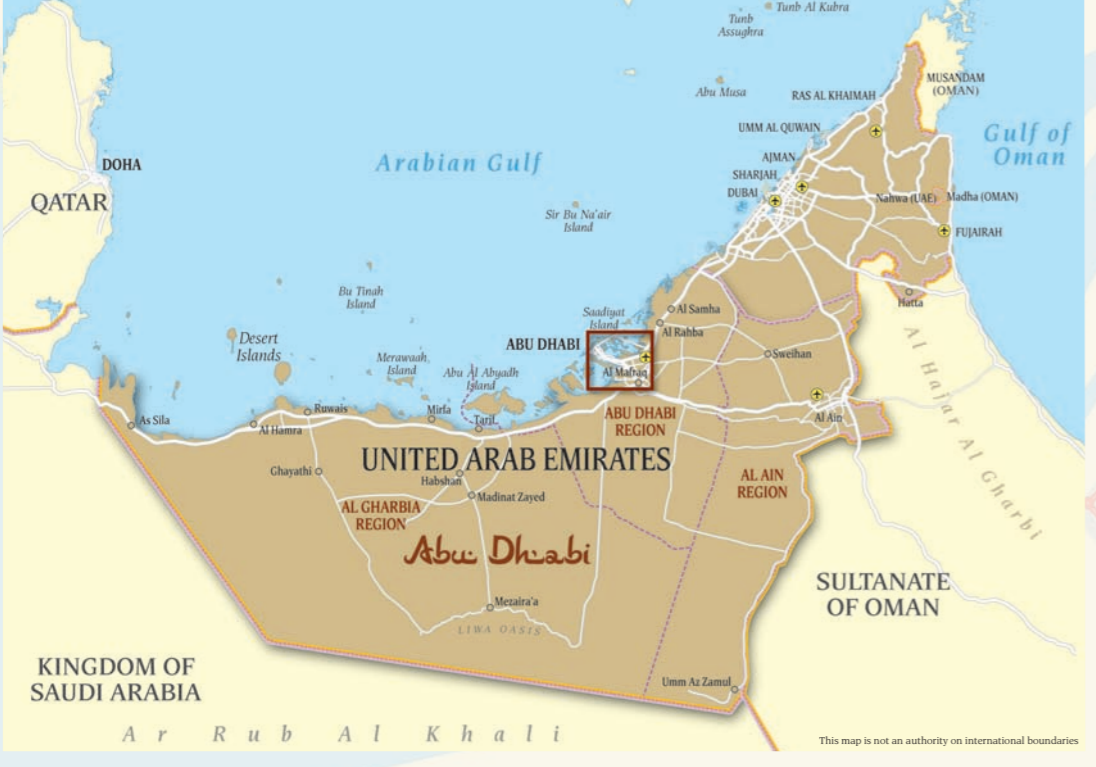 Tunb Al Kubra
Tunb
Assughra
MUSANDAM
(OMAN)
Abu Musa
RAS AL KHAIMAH
UMM AL QUWAIN
Gulf of
Oman
Arabian Gulf
DOHA
AJMAN
SHARJAH
DUBAI
QATAR
Nahwa (UAE)
Madha (OMAN)
Sir Bu Na'air
Island
FUJAIRAH
Bu Tinah
Island
Hatta
Saadiyat
Island
Al Samha
Al Rahba
Desert
Islands
ABU DHABI
Merawaah
Island
Sweihan
Abu Al Abyadh
Island
Al Mafraq
Al Hajar Al Gharbi
As Sila
Ruwais
Al Hamra
Mirfa
Tarif
ABU DHABI
REGION
Al Ain
UNITED ARAB EMIRATES
Ghayathi
Habshan
Madinat Zayed
AL AIN
REGION
AL GHARBIA
REGION
Abu Dhabi
SULTANATE
OF OMAN
Mezaira'a
LIWA OASIS
KINGDOM OF
SAUDI ARABIA
Umm Az Zamul
Ar Rub Al Khali
This map is not an authority on international boundaries